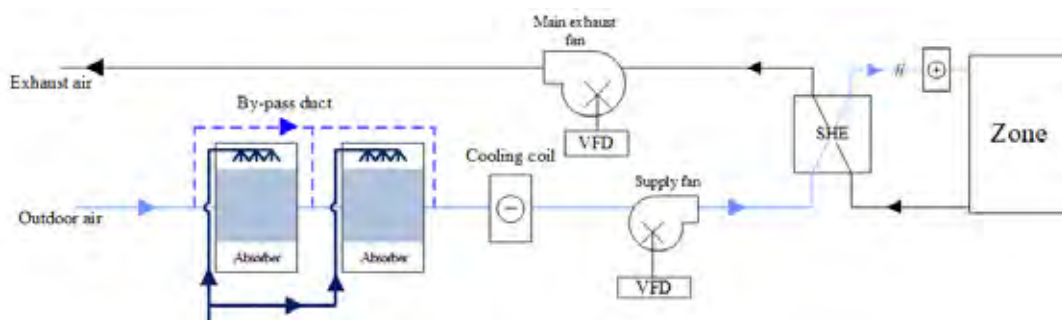 Main exhaust
fan
Exhaust air
By-pass duct
VFD
SHE
Zone
Cooling coil
Supply fan
Outdoor air
Absorber
Absorber
VFD